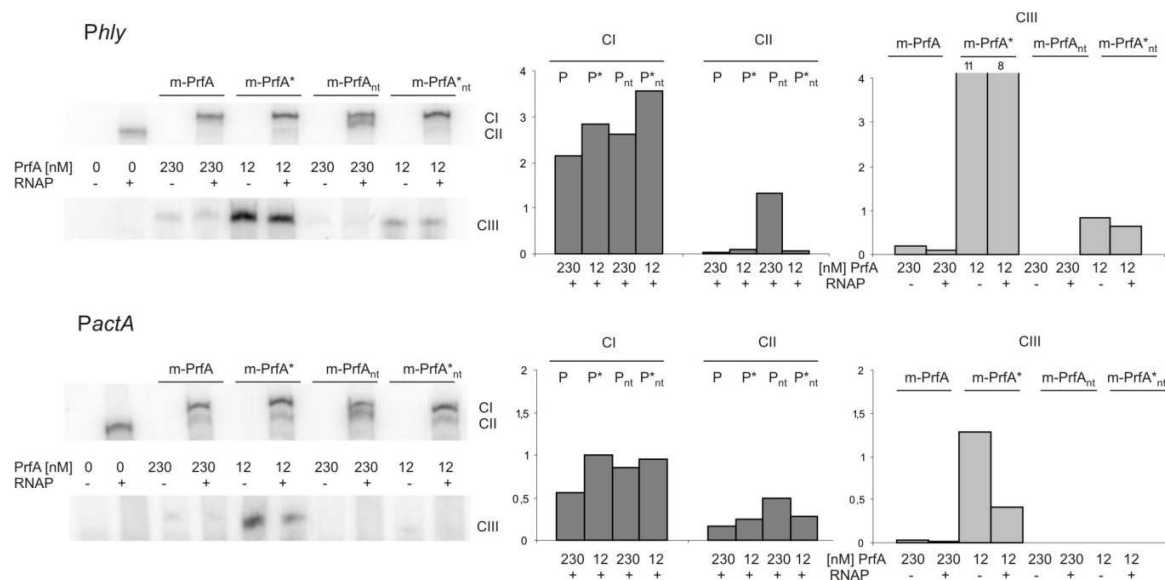 Phly
m-PrfA m-PrfA* m-PrfAnt m-PrfA*nt
CI
CII
PrfA [nM] 0 0 230 230 12 12 230 230 12 12
RNAP - + - + - + - + - +
CIII
CI CII
P P* Pnt P*nt P P* Pnt P*nt
4
3
2
1
0
230 12 230 12 230 12 230 12 [nM] PrfA
+ + + + + + + + RNAP
CIII
m-PrfA m-PrfA* m-PrfAnt m-PrfA*nt
11 8
4
3
2
1
0
230 230 12 12 230 230 12 12
- + - + - + - +
PactA
m-PrfA m-PrfA* m-PrfAnt m-PrfA*nt
CI
CII
PrfA [nM] 0 0 230 230 12 12 230 230 12 12
RNAP - + - + - + - + - +
CIII
CI CII
P P* Pnt P*nt P P* Pnt P*nt
2
1,5
1
0,5
0
230 12 230 12 230 12 230 12 [nM] PrfA
+ + + + + + + + RNAP
CIII
m-PrfA m-PrfA* m-PrfAnt m-PrfA*nt
2
1,5
1
0,5
0
230 230 12 12 230 230 12 12
- + - + - + - +